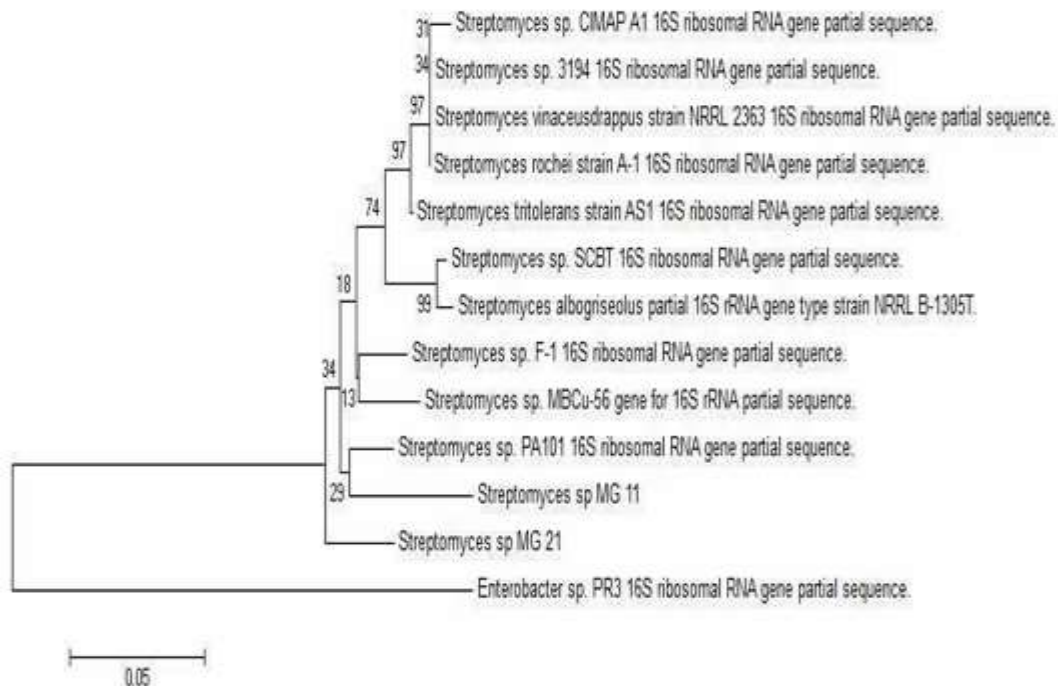 31
Streptomyces sp. CIMAP A1 16S ribosomal RNA gene partial sequence.
34
Streptomyces sp. 3194 16S ribosomal RNA gene partial sequence.
97
Streptomyces vinaceusdrappus strain NRRL 2363 16S ribosomal RNA gene partial sequence.
97
Streptomyces rochei strain A-1 16S ribosomal RNA gene partial sequence.
74
Streptomyces tritolerans strain AS1 16S ribosomal RNA gene partial sequence.
Streptomyces sp. SCBT 16S ribosomal RNA gene partial sequence.
18
99
Streptomyces albogriseolus partial 16S rRNA gene type strain NRRL B-1305T.
Streptomyces sp. F-1 16S ribosomal RNA gene partial sequence.
34
13
Streptomyces sp. MBCu-56 gene for 16S rRNA partial sequence.
Streptomyces sp. PA101 16S ribosomal RNA gene partial sequence.
29
Streptomyces sp MG 11
Streptomyces sp MG 21
Enterobacter sp. PR3 16S ribosomal RNA gene partial sequence.
0.05